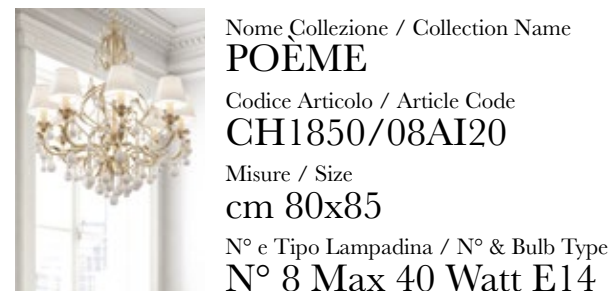 Nome Collezione / Collection Name
POÈME
Codice Articolo / Article Code
CH1850/08AI20
Misure / Size
cm 80x85
N° e Tipo Lampadina / N° & Bulb Type
N° 8 Max 40 Watt E14